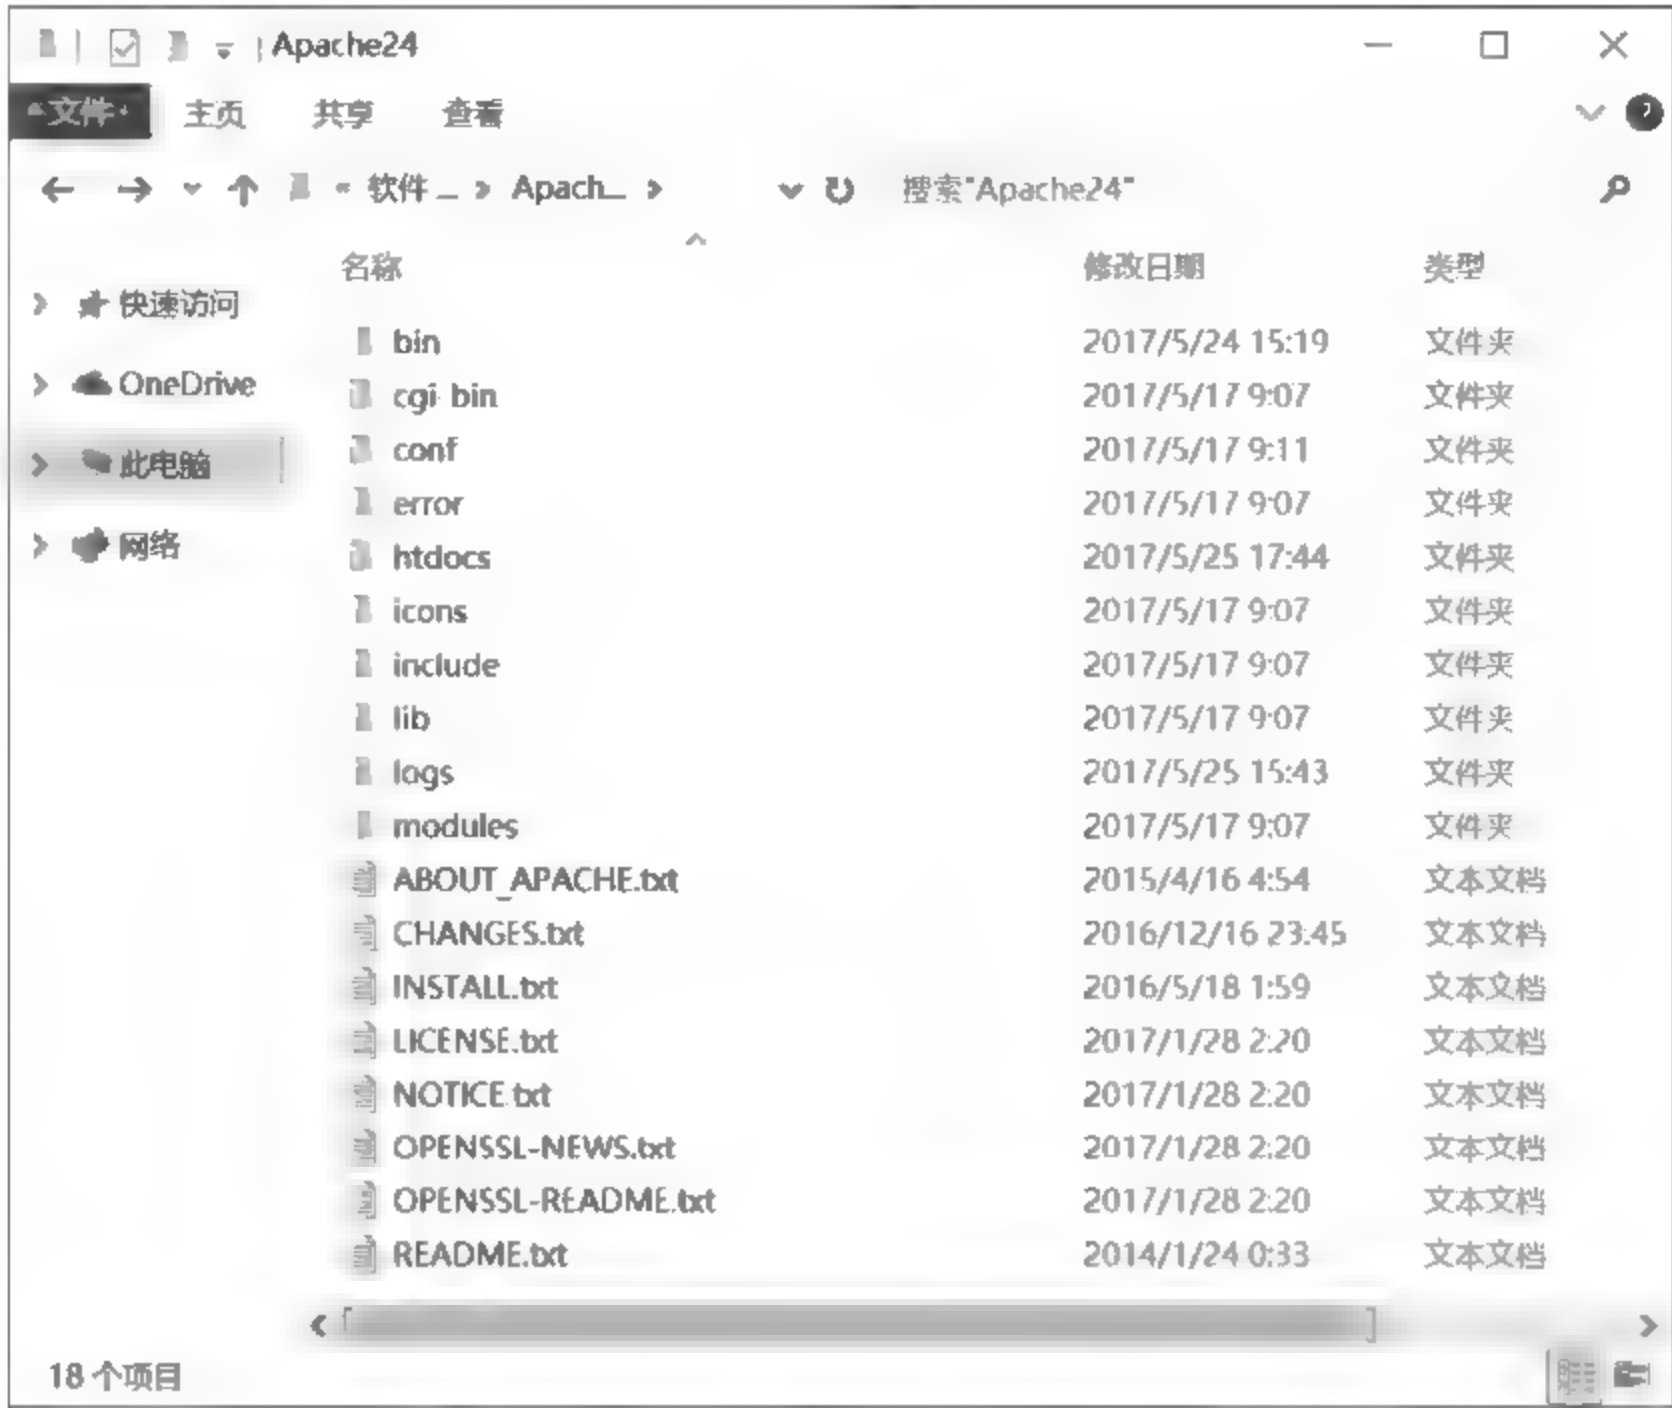 Apache24
文件 主页 共享 查看
« 软件 … › Apach… › 搜索"Apache24"
名称 修改日期 类型
快速访问
OneDrive
此电脑
网络
bin 2017/5/24 15:19 文件夹
cgi-bin 2017/5/17 9:07 文件夹
conf 2017/5/17 9:11 文件夹
error 2017/5/17 9:07 文件夹
htdocs 2017/5/25 17:44 文件夹
icons 2017/5/17 9:07 文件夹
include 2017/5/17 9:07 文件夹
lib 2017/5/17 9:07 文件夹
logs 2017/5/25 15:43 文件夹
modules 2017/5/17 9:07 文件夹
ABOUT_APACHE.txt 2015/4/16 4:54 文本文档
CHANGES.txt 2016/12/16 23:45 文本文档
INSTALL.txt 2016/5/18 1:59 文本文档
LICENSE.txt 2017/1/28 2:20 文本文档
NOTICE.txt 2017/1/28 2:20 文本文档
OPENSSL-NEWS.txt 2017/1/28 2:20 文本文档
OPENSSL-README.txt 2017/1/28 2:20 文本文档
README.txt 2014/1/24 0:33 文本文档
18 个项目